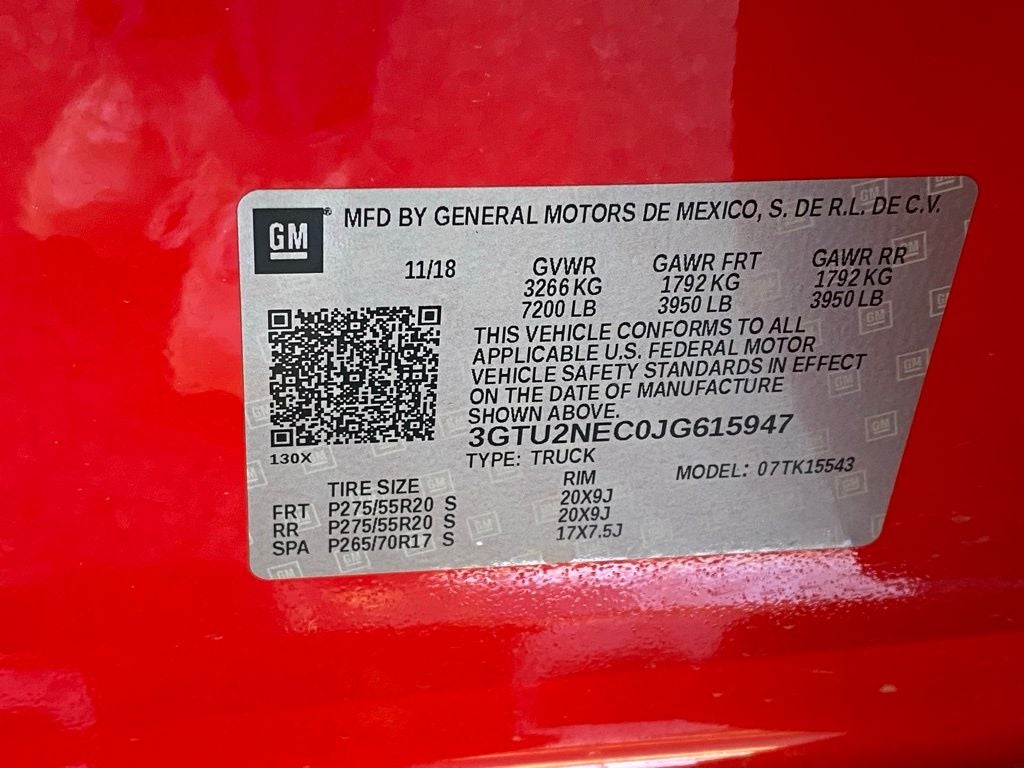 GM ® MFD BY GENERAL MOTORS DE MEXICO, S. DE R.L. DE C.V.
11/18 GVWR GAWR FRT GAWR RR
3266 KG 1792 KG 1792 KG
7200 LB 3950 LB 3950 LB
THIS VEHICLE CONFORMS TO ALL
APPLICABLE U.S. FEDERAL MOTOR
VEHICLE SAFETY STANDARDS IN EFFECT
ON THE DATE OF MANUFACTURE
SHOWN ABOVE.
3GTU2NEC0JG615947
130X TYPE: TRUCK MODEL: 07TK15543
TIRE SIZE RIM
FRT P275/55R20 S 20X9J
RR P275/55R20 S 20X9J
SPA P265/70R17 S 17X7.5J